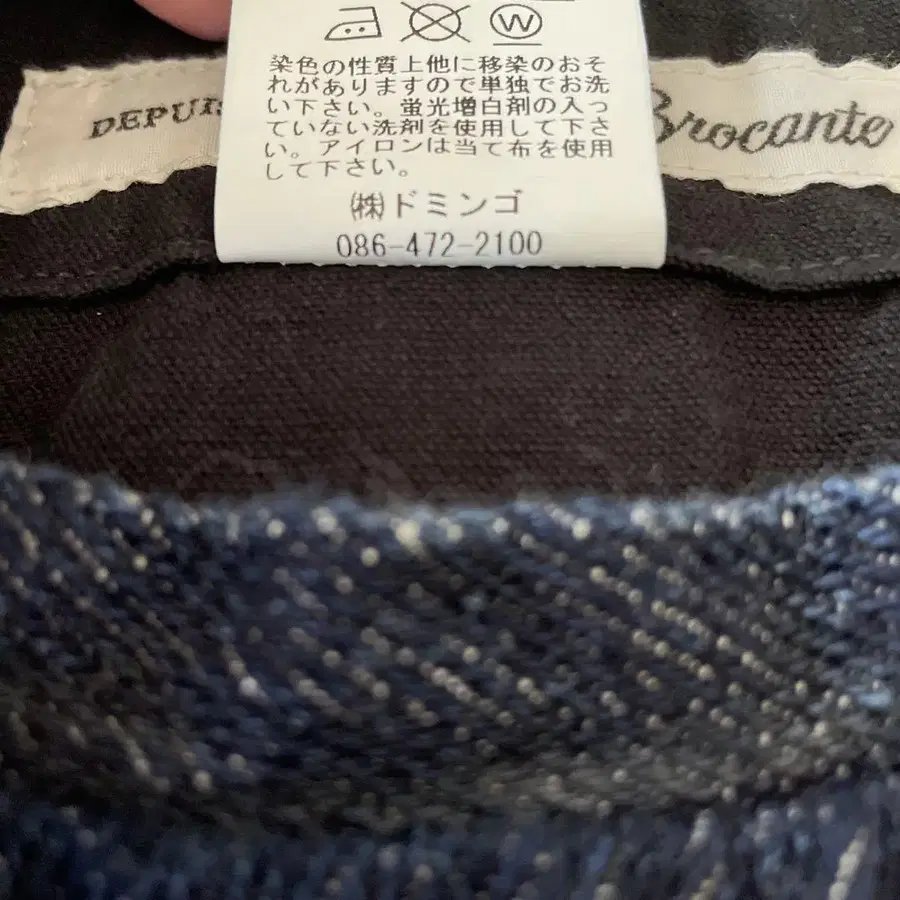 W
染色の性質上他に移染のおそ
れがありますので単独でお洗
い下さい。蛍光増白剤の入っ
ていない洗剤を使用して下さ
い。アイロンは当て布を使用
して下さい。
DEPUIS
Brocante
㈱ドミンゴ
086-472-2100